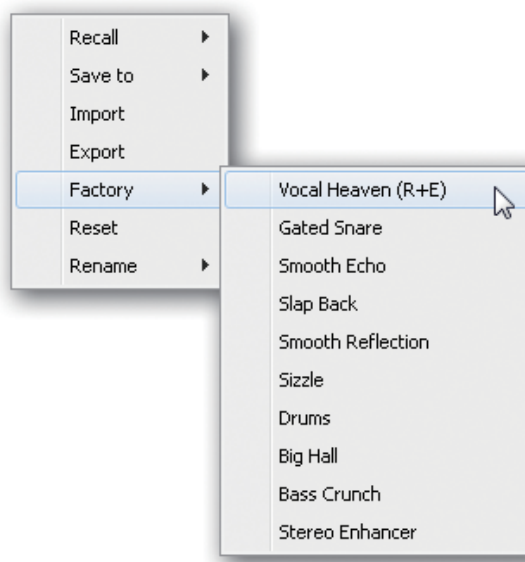 Recall
Save to
Import
Export
Factory
Reset
Rename
Vocal Heaven (R+E)
Gated Snare
Smooth Echo
Slap Back
Smooth Reflection
Sizzle
Drums
Big Hall
Bass Crunch
Stereo Enhancer